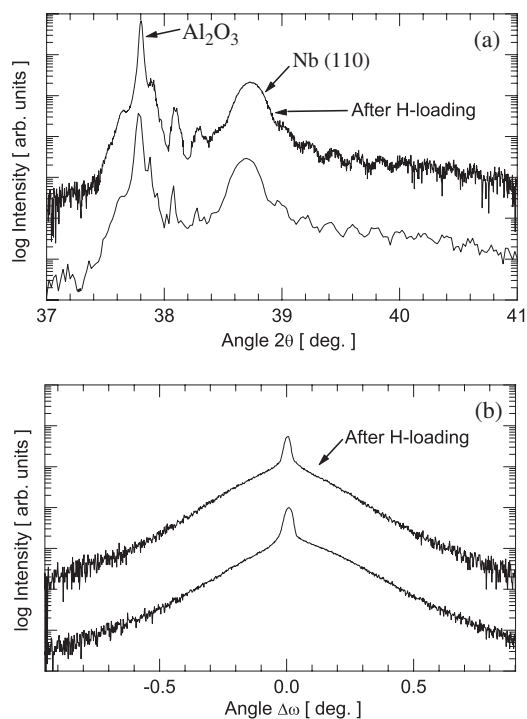 (a)
Al2O3
Nb (110)
After H-loading
log Intensity [ arb. units ]
37 38 39 40 41
Angle 2θ [ deg. ]
(b)
After H-loading
log Intensity [ arb. units ]
-0.5 0.0 0.5
Angle Δω [ deg. ]